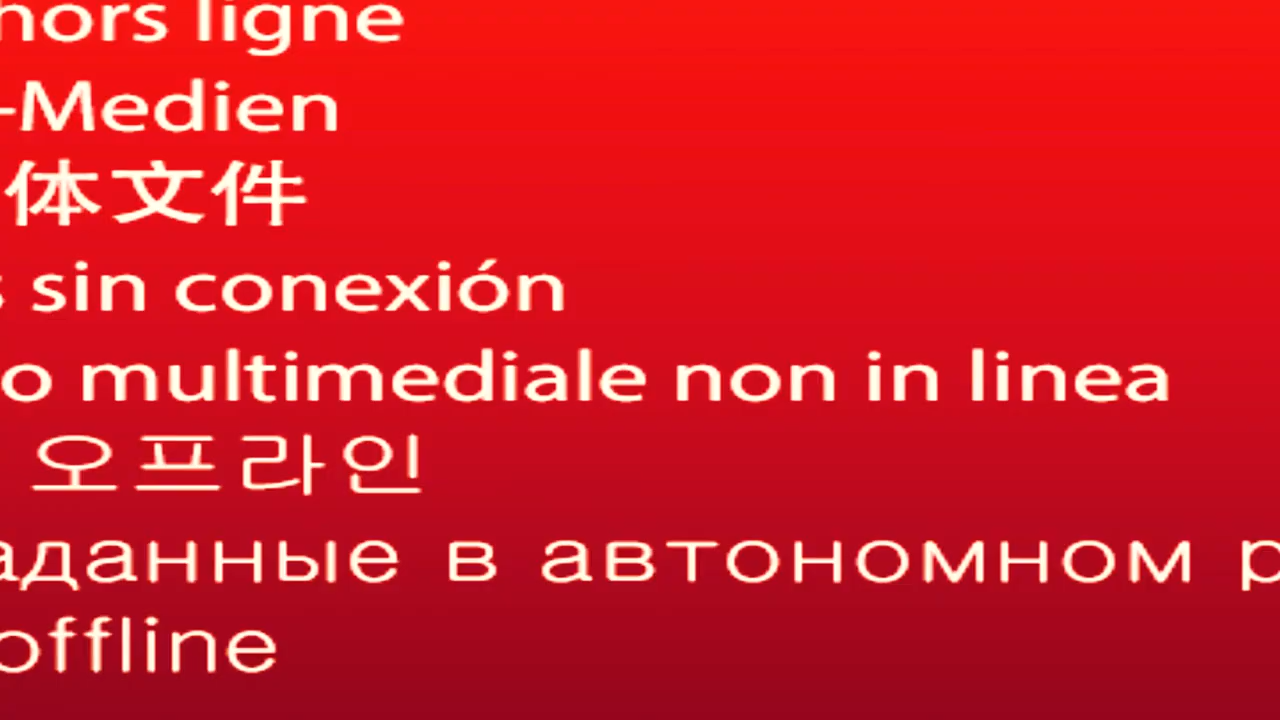 hors ligne
-Medien
体文件
s sin conexión
o multimediale non in linea
오프라인
аданные в автономном р
offline